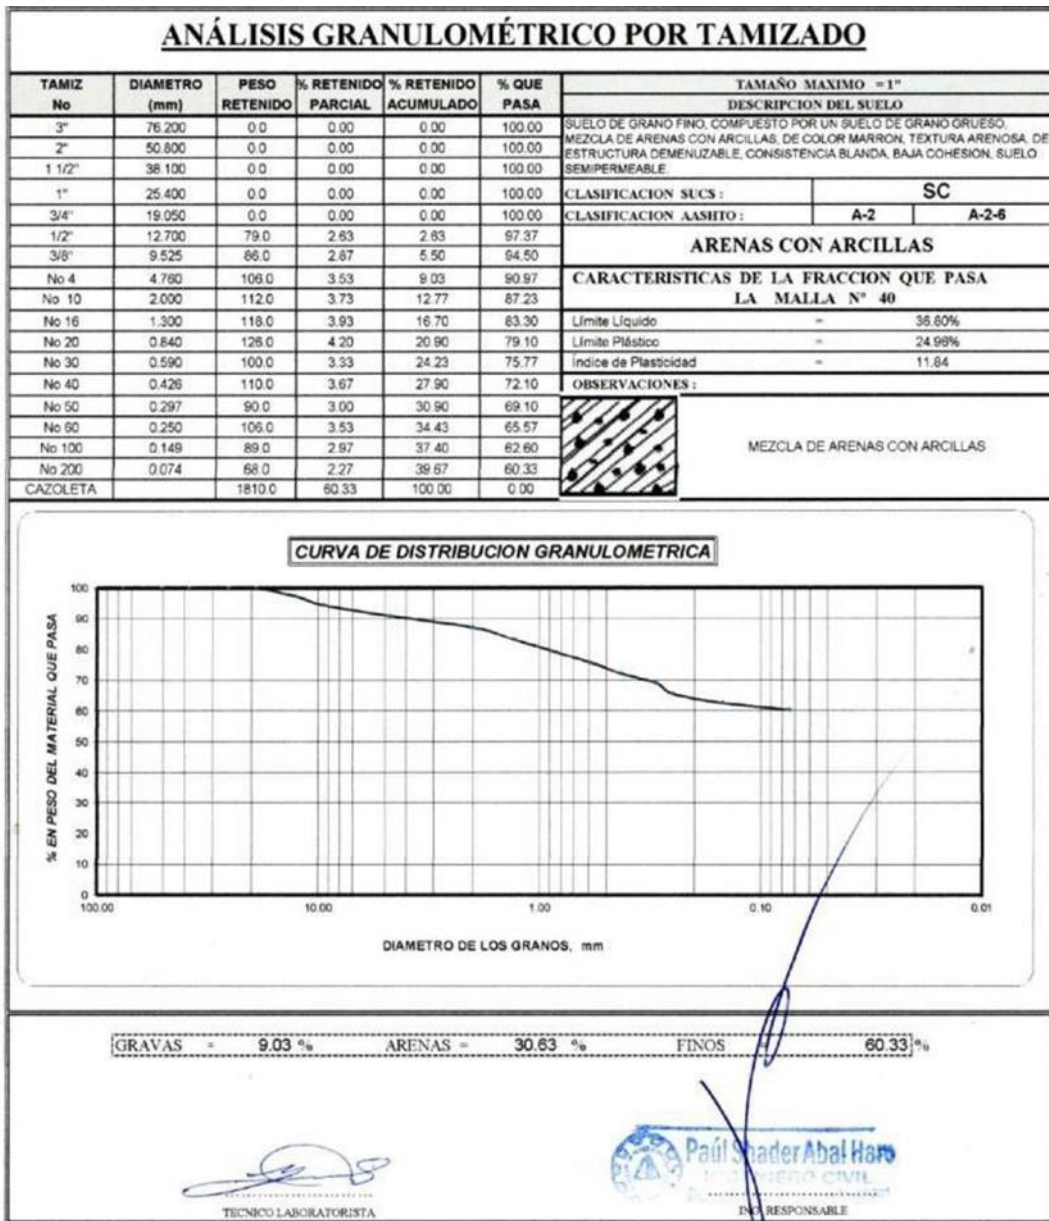 ANÁLISIS GRANULOMÉTRICO POR TAMIZADO
TAMIZ No DIAMETRO (mm) PESO RETENIDO % RETENIDO PARCIAL % RETENIDO ACUMULADO % QUE PASA
3" 76.200 0.0 0.00 0.00 100.00
2" 50.800 0.0 0.00 0.00 100.00
1 1/2" 38.100 0.0 0.00 0.00 100.00
1" 25.400 0.0 0.00 0.00 100.00
3/4" 19.050 0.0 0.00 0.00 100.00
1/2" 12.700 79.0 2.63 2.63 97.37
3/8" 9.525 86.0 2.87 5.50 94.50
No 4 4.760 106.0 3.53 9.03 90.97
No 10 2.000 112.0 3.73 12.77 87.23
No 16 1.300 118.0 3.93 16.70 83.30
No 20 0.840 126.0 4.20 20.90 79.10
No 30 0.590 100.0 3.33 24.23 75.77
No 40 0.426 110.0 3.67 27.90 72.10
No 50 0.297 90.0 3.00 30.90 69.10
No 60 0.250 106.0 3.53 34.43 65.57
No 100 0.149 89.0 2.97 37.40 62.60
No 200 0.074 68.0 2.27 39.67 60.33
CAZOLETA 1810.0 60.33 100.00 0.00
TAMAÑO MAXIMO = 1"
DESCRIPCION DEL SUELO
SUELO DE GRANO FINO, COMPUESTO POR UN SUELO DE GRANO GRUESO,
MEZCLA DE ARENAS CON ARCILLAS, DE COLOR MARRON, TEXTURA ARENOSA, DE
ESTRUCTURA DEMENUZABLE, CONSISTENCIA BLANDA, BAJA COHESION, SUELO
SEMIPERMEABLE.
CLASIFICACION SUCS : SC
CLASIFICACION AASHTO : A-2 A-2-6
ARENAS CON ARCILLAS
CARACTERISTICAS DE LA FRACCION QUE PASA
LA MALLA Nº 40
Límite Líquido = 36.80%
Límite Plástico = 24.96%
Índice de Plasticidad = 11.84
OBSERVACIONES :
MEZCLA DE ARENAS CON ARCILLAS
CURVA DE DISTRIBUCION GRANULOMETRICA
% EN PESO DEL MATERIAL QUE PASA
100
90
80
70
60
50
40
30
20
10
0
100.00 10.00 1.00 0.10 0.01
DIAMETRO DE LOS GRANOS, mm
GRAVAS = 9.03 % ARENAS = 30.63 % FINOS = 60.33 %
TECNICO LABORATORISTA
Paúl Shader Abal Haro
INGENIERO CIVIL
ING. RESPONSABLE